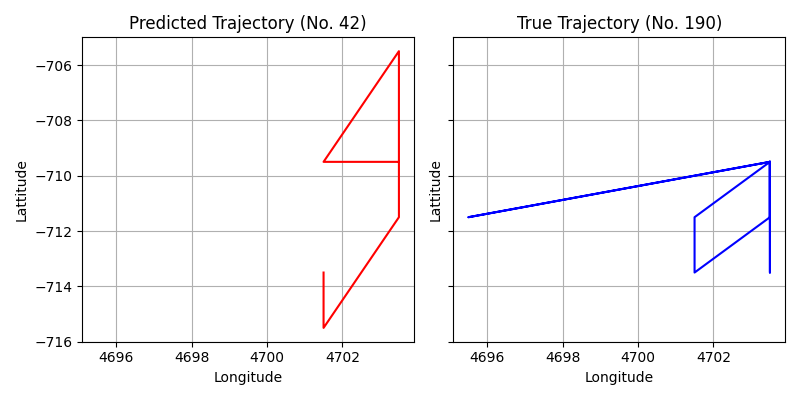 Predicted Trajectory (No. 42)
True Trajectory (No. 190)
−706
−708
−710
−712
−714
−716
Lattitude
Lattitude
4696 4698 4700 4702
4696 4698 4700 4702
Longitude
Longitude